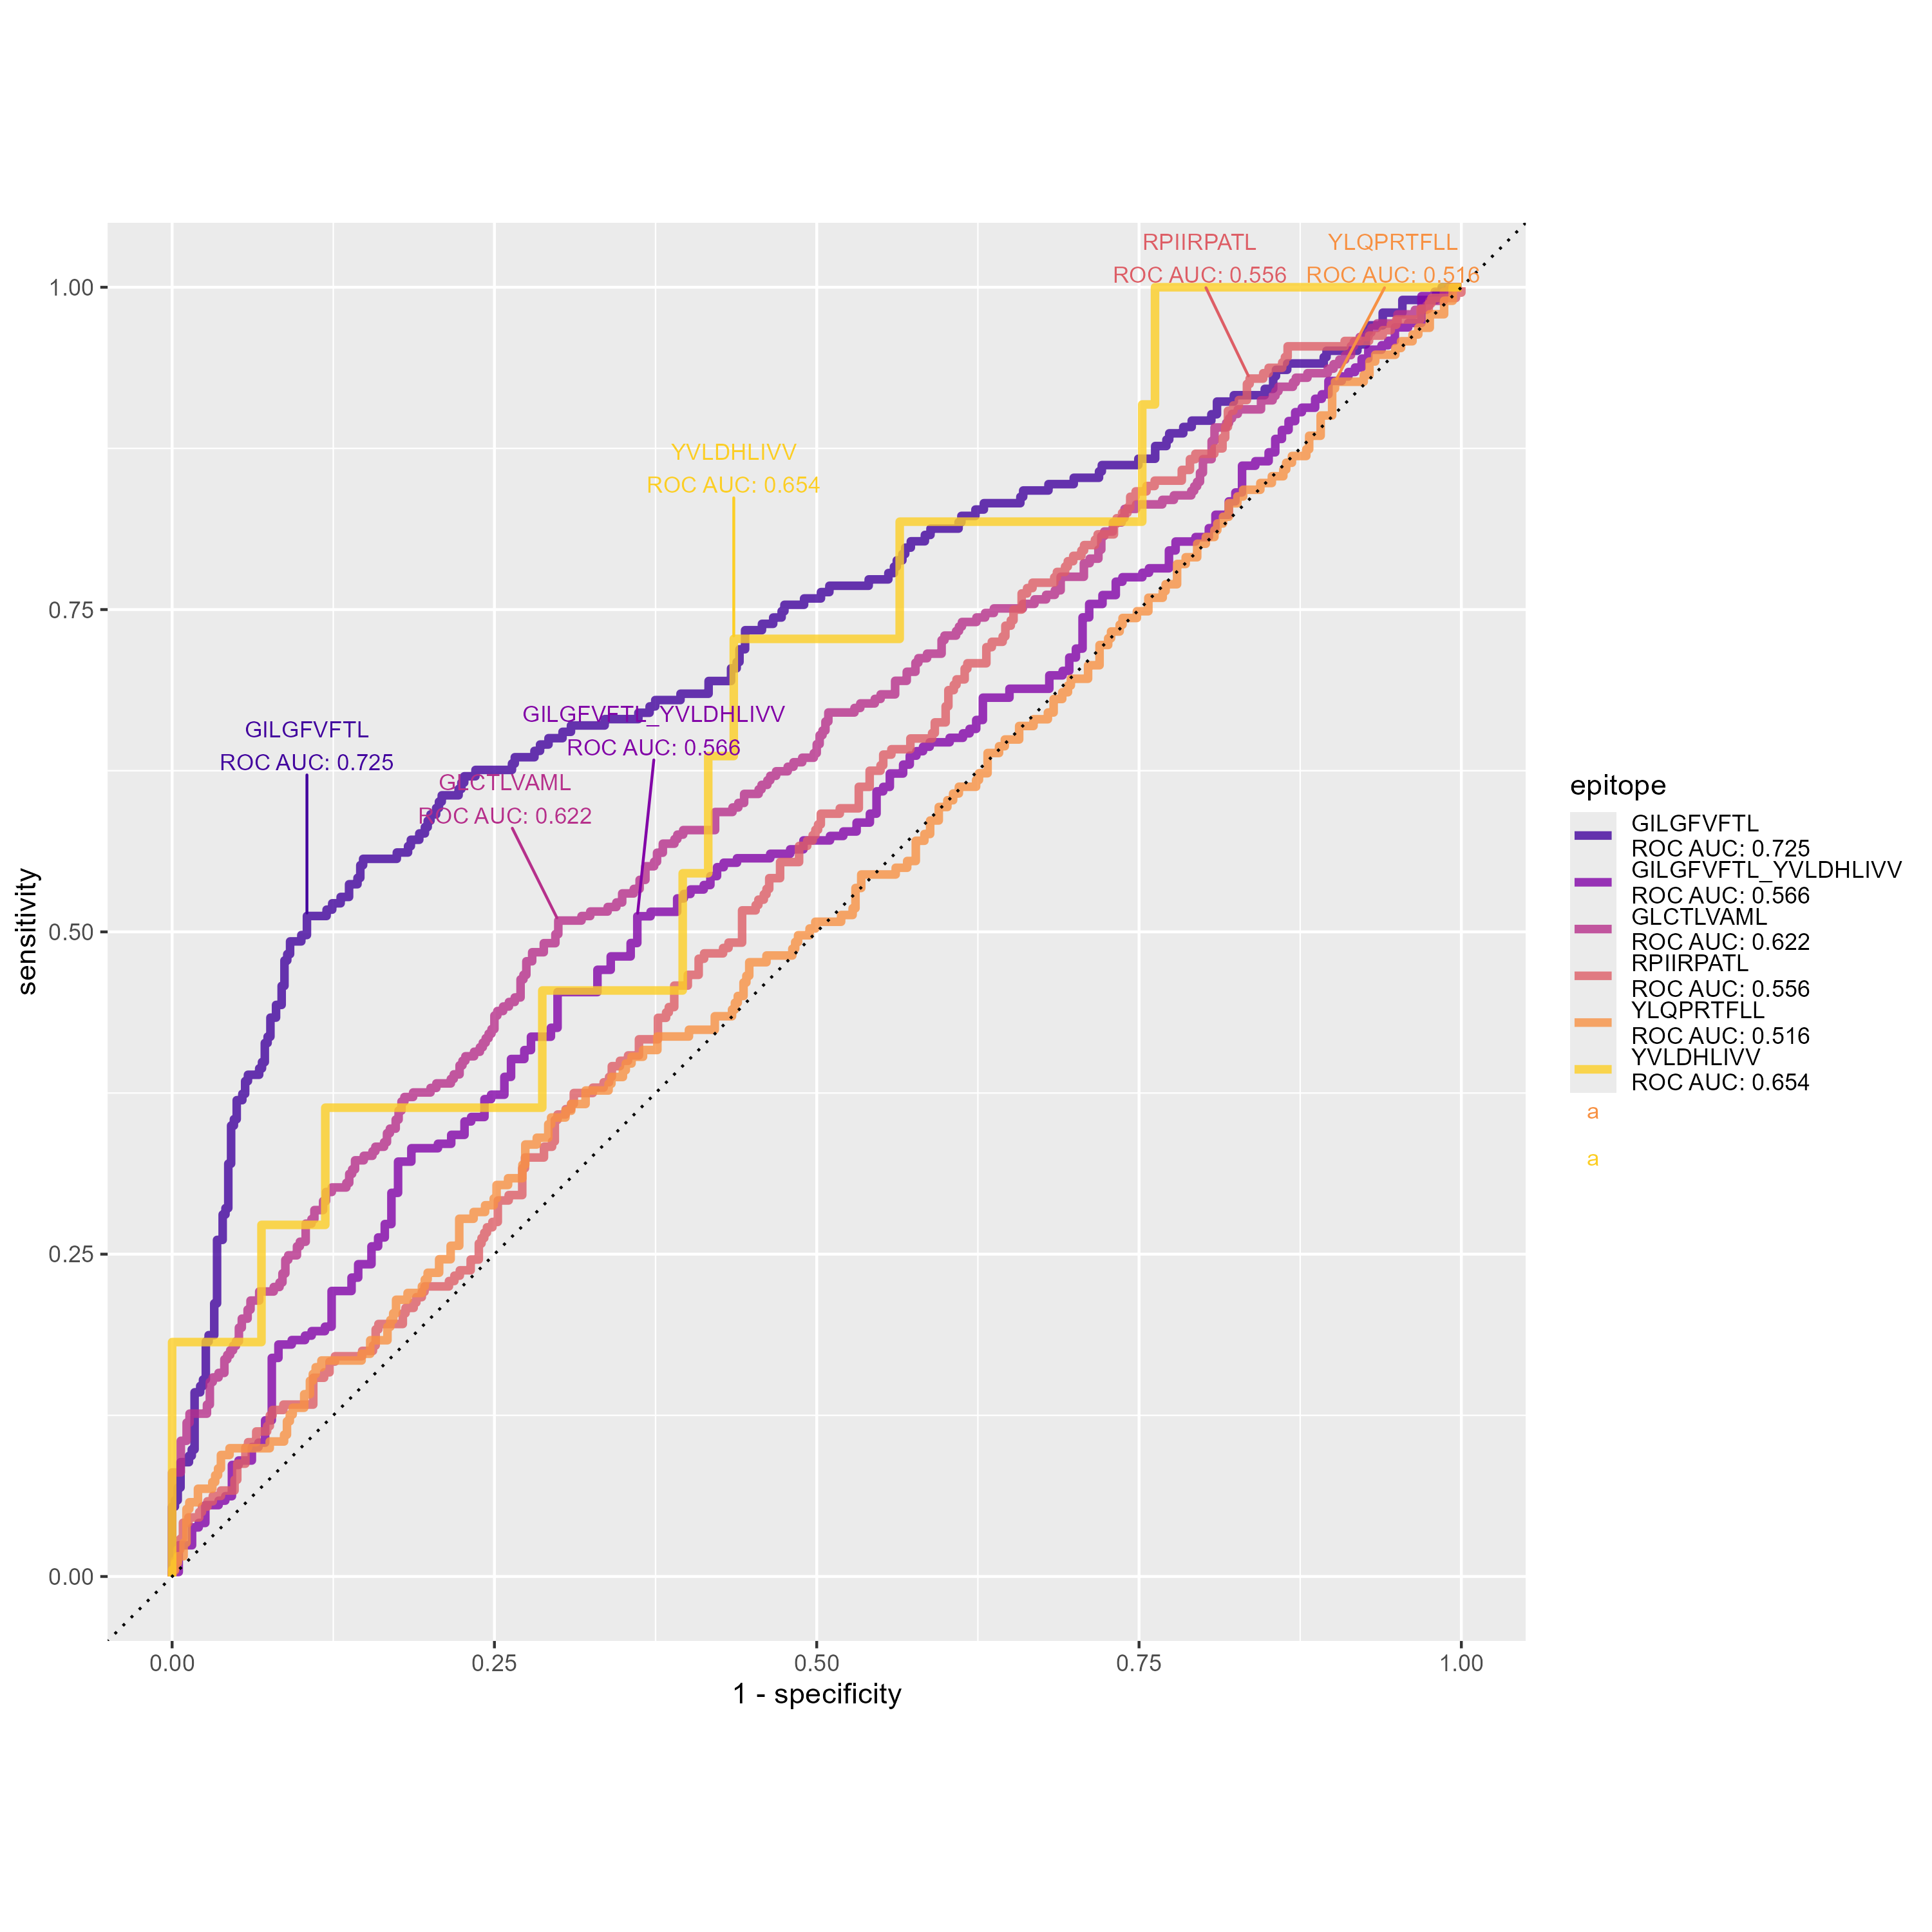 RPIIRPATL
ROC AUC: 0.556
YLQPRTFLL
ROC AUC: 0.516
YVLDHLIVV
ROC AUC: 0.654
GILGFVFTL_YVLDHLIVV
ROC AUC: 0.566
GILGFVFTL
ROC AUC: 0.725
GLCTLVAML
ROC AUC: 0.622
1.00
0.75
0.50
0.25
0.00
sensitivity
0.00
0.25
0.50
0.75
1.00
1 - specificity
epitope
GILGFVFTL
ROC AUC: 0.725
GILGFVFTL_YVLDHLIVV
ROC AUC: 0.566
GLCTLVAML
ROC AUC: 0.622
RPIIRPATL
ROC AUC: 0.556
YLQPRTFLL
ROC AUC: 0.516
YVLDHLIVV
ROC AUC: 0.654
a
a